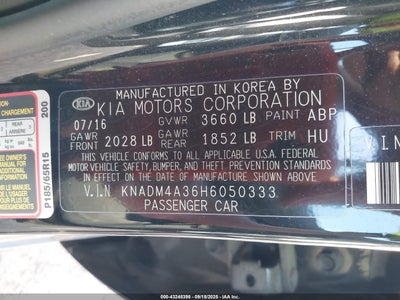 MANUFACTURED IN KOREA BY
KIA KIA MOTORS CORPORATION
07/16 GVWR 3660 LB PAINT ABP
GAWR FRONT 2028 LB GAWR REAR 1852 LB TRIM HU
THIS VEHICLE CONFORMS TO ALL APPLICABLE U.S.A. FEDERAL
MOTOR VEHICLE SAFETY, BUMPER, AND THEFT PREVENTION STANDARDS
IN EFFECT ON THE DATE OF MANUFACTURE SHOWN ABOVE
V.I.N KNADM4A36H6050333
PASSENGER CAR
P185/65R15
200
V.I.N
000-43248390 - 09/18/2025 -